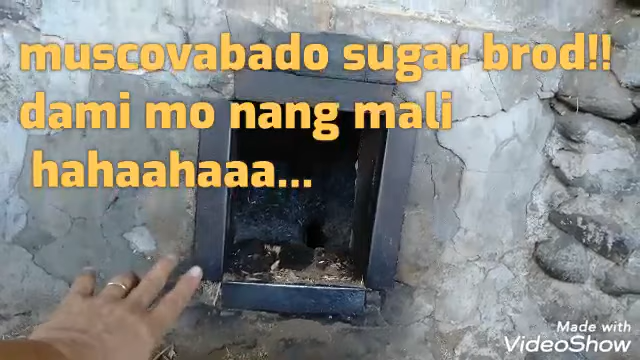 muscovabado sugar brod!!
dami mo nang mali
hahaahaaa...
MADE WITH
VideoShow